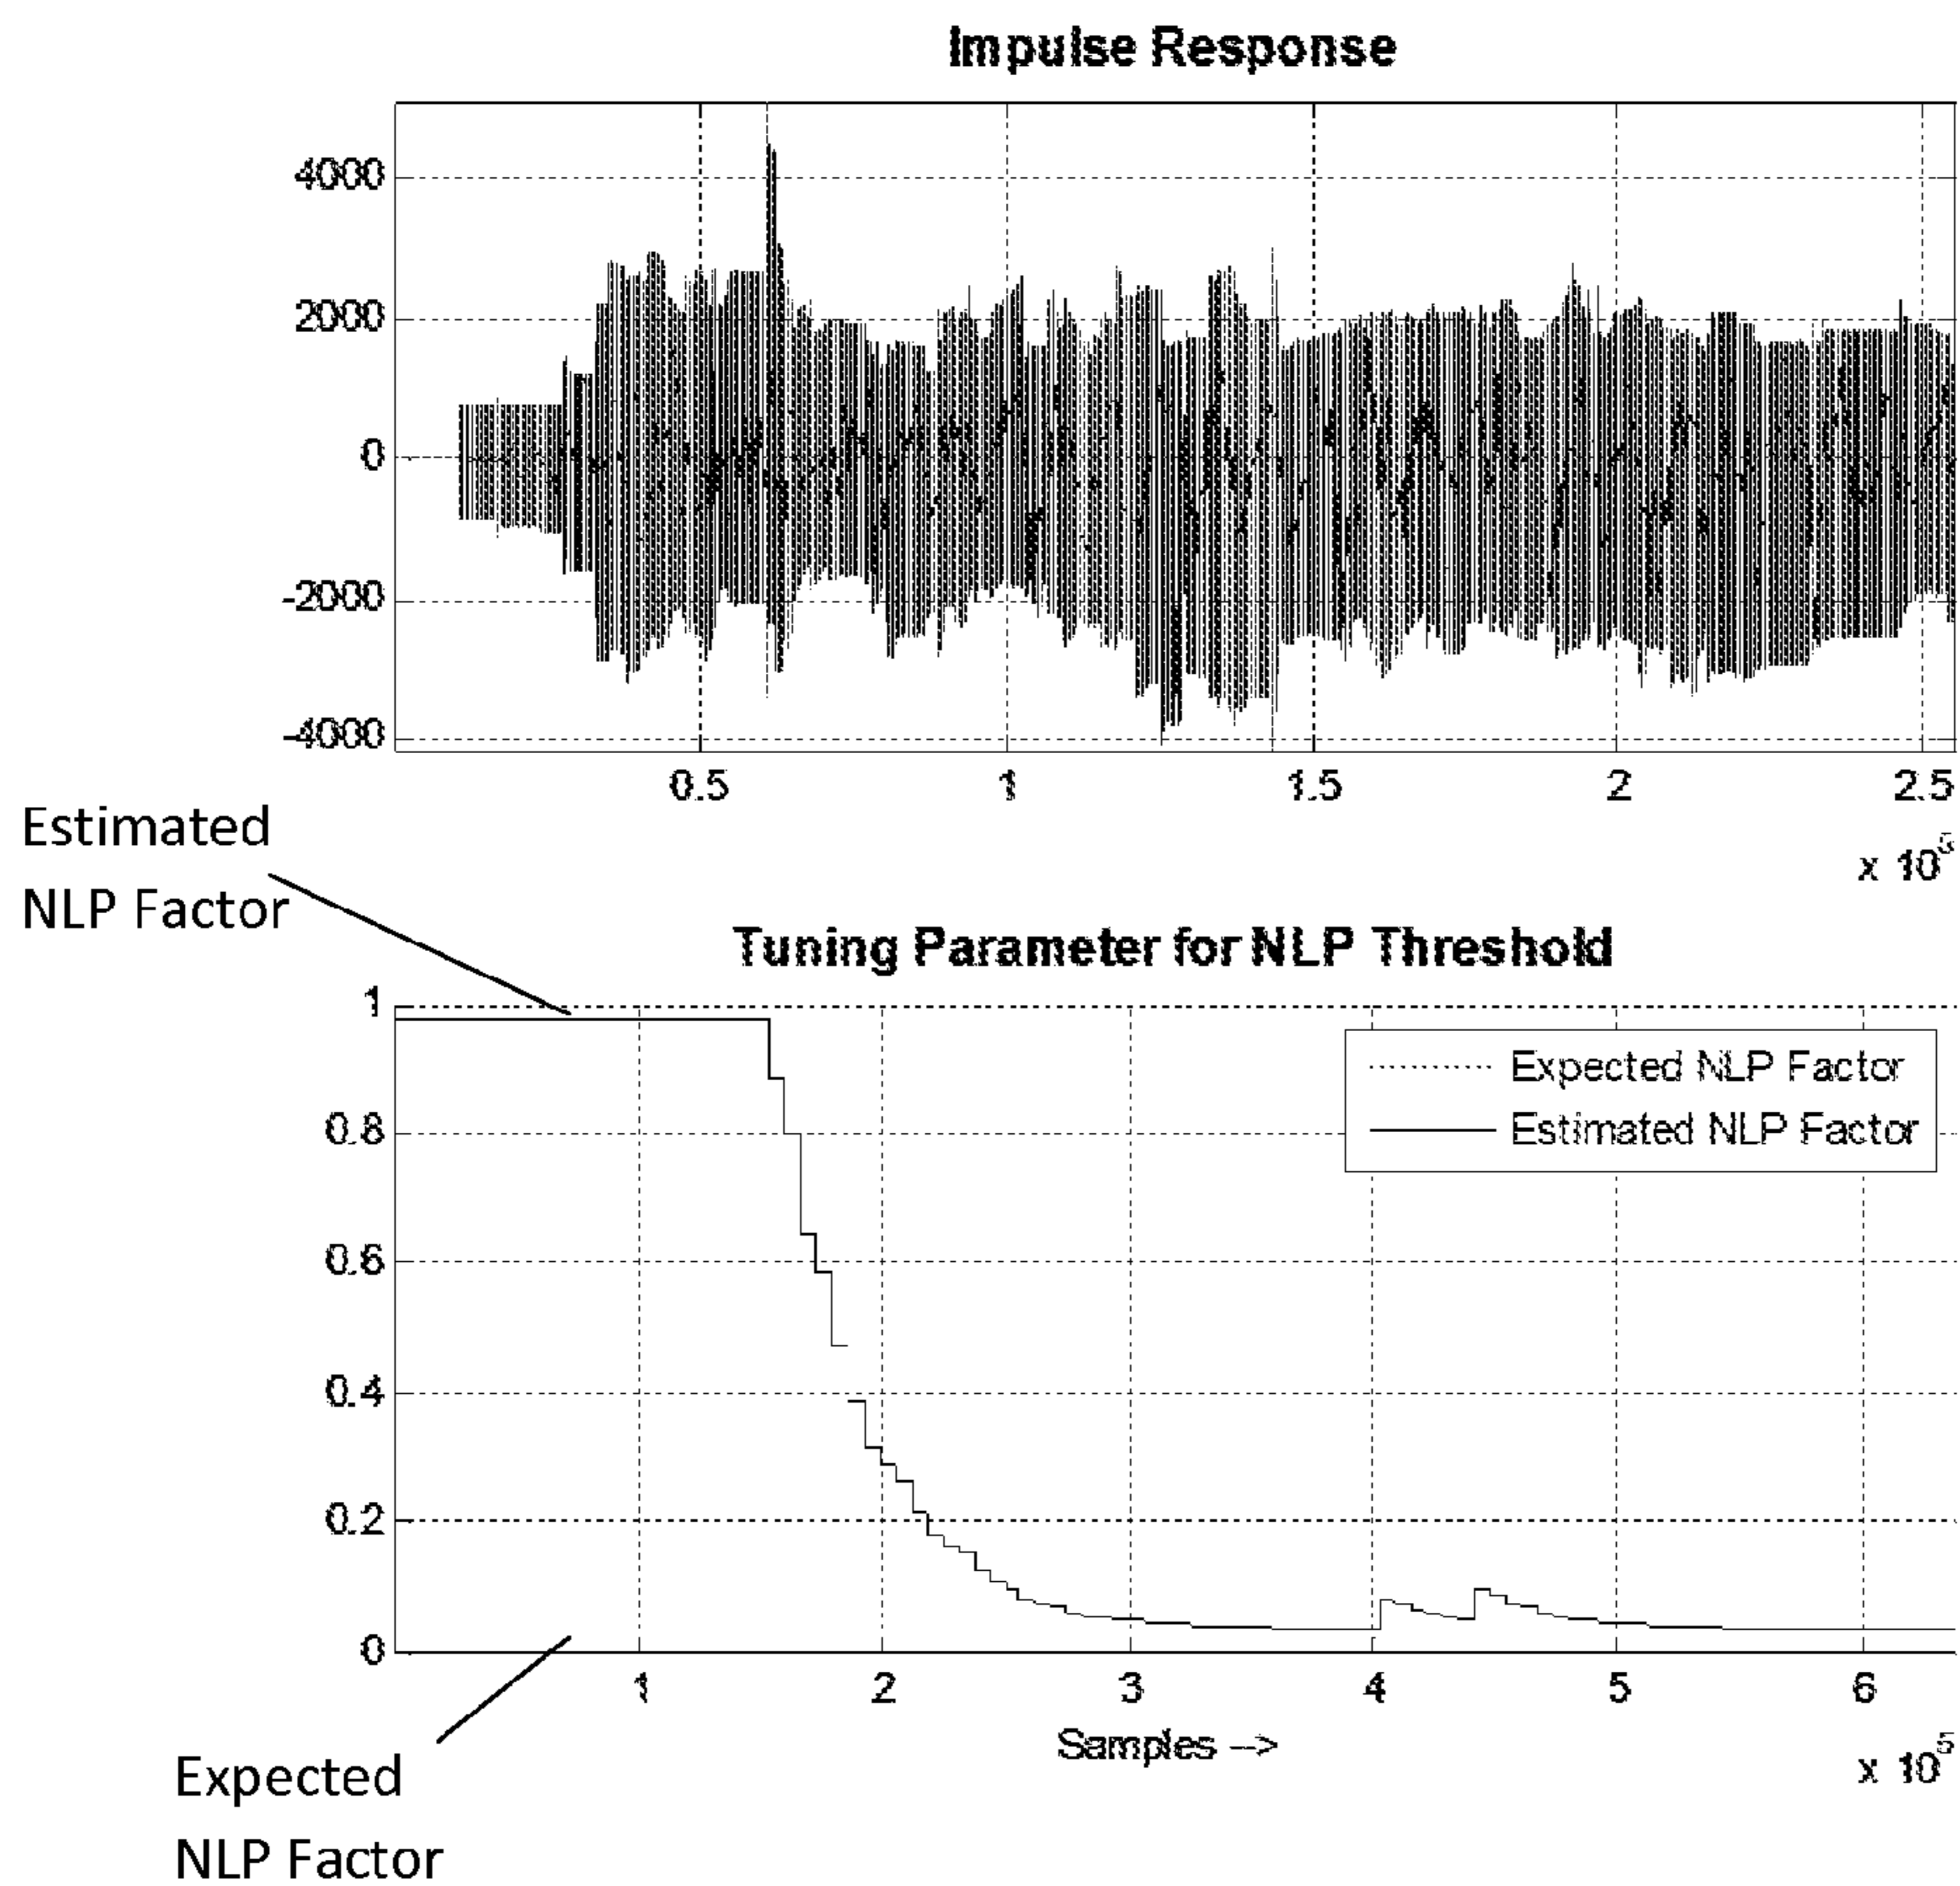 Impulse Response
4000
2000
0
-2000
-4000
0.5
1
1.5
2
2.5
x 10^5
Estimated
NLP Factor
Tuning Parameter for NLP Threshold
1
0.8
0.6
0.4
0.2
0
Expected NLP Factor
Estimated NLP Factor
1
2
3
4
5
6
Samples -->
x 10^5
Expected
NLP Factor